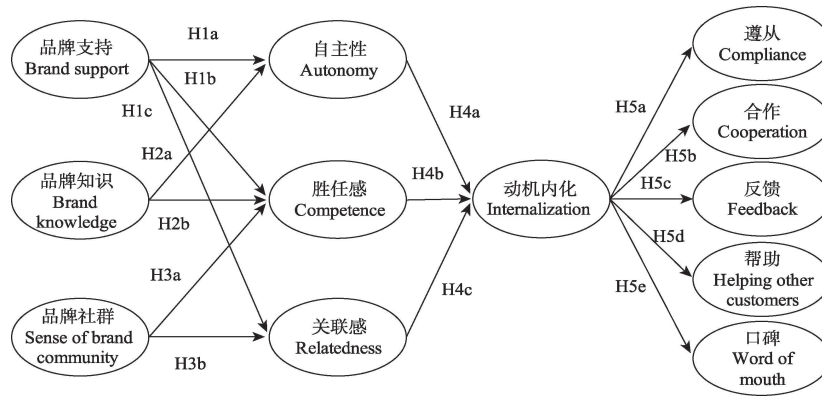 品牌支持
Brand support
品牌知识
Brand
knowledge
品牌社群
Sense of brand
community
H1a
H1b
H1c
H2a
H2b
H3a
H3b
自主性
Autonomy
胜任感
Competence
关联感
Relatedness
H4a
H4b
H4c
动机内化
Internalization
H5a
H5b
H5c
H5d
H5e
遵从
Compliance
合作
Cooperation
反馈
Feedback
帮助
Helping other
customers
口碑
Word of
mouth